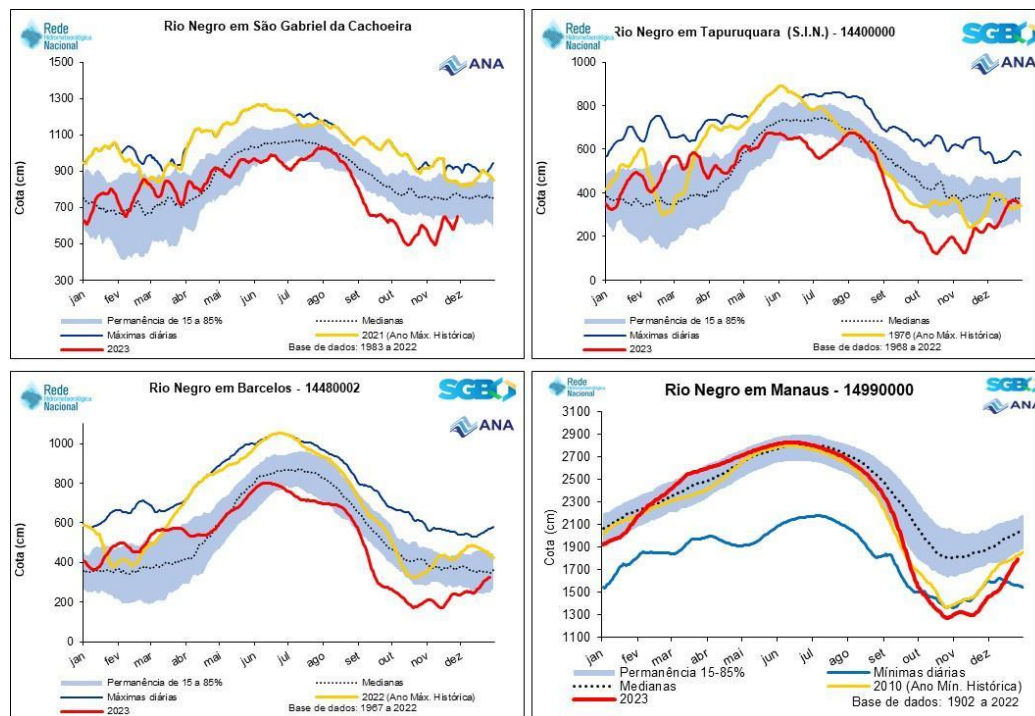 Rede
Hidrometeorológica
Nacional
Rio Negro em São Gabriel da Cachoeira
ANA
Cota (cm)
1500
1300
1100
900
700
500
300
jan fev mar abr mai jun jul ago set out nov dez
Permanência de 15 a 85%
Medianas
Máximas diárias
2021 (Ano Máx. Histórica)
2023
Base de dados: 1983 a 2022
Rede
Hidrometeorológica
Nacional
Rio Negro em Tapuruquara (S.I.N.) - 14400000
SGB
ANA
Cota (cm)
1000
800
600
400
200
0
jan fev mar abr mai jun jul ago set out nov dez
Permanência de 15 a 85%
Medianas
Máximas diárias
1976 (Ano Máx. Histórica)
2023
Base de dados: 1968 a 2022
Rede
Hidrometeorológica
Nacional
Rio Negro em Barcelos - 14480002
SGB
ANA
Cota (cm)
1000
800
600
400
200
0
jan fev mar abr mai jun jul ago set out nov dez
Permanência de 15 a 85%
Medianas
Máximas diárias
2022 (Ano Máx. Histórica)
2023
Base de dados: 1967 a 2022
Rede
Hidrometeorológica
Nacional
Rio Negro em Manaus - 14990000
SGB
ANA
Cota (cm)
3100
2900
2700
2500
2300
2100
1900
1700
1500
1300
1100
jan fev mar abr mai jun jul ago set out nov dez
Permanência 15-85%
Mínimas diárias
Medianas
2010 (Ano Mín. Histórica)
2023
Base de dados: 1902 a 2022